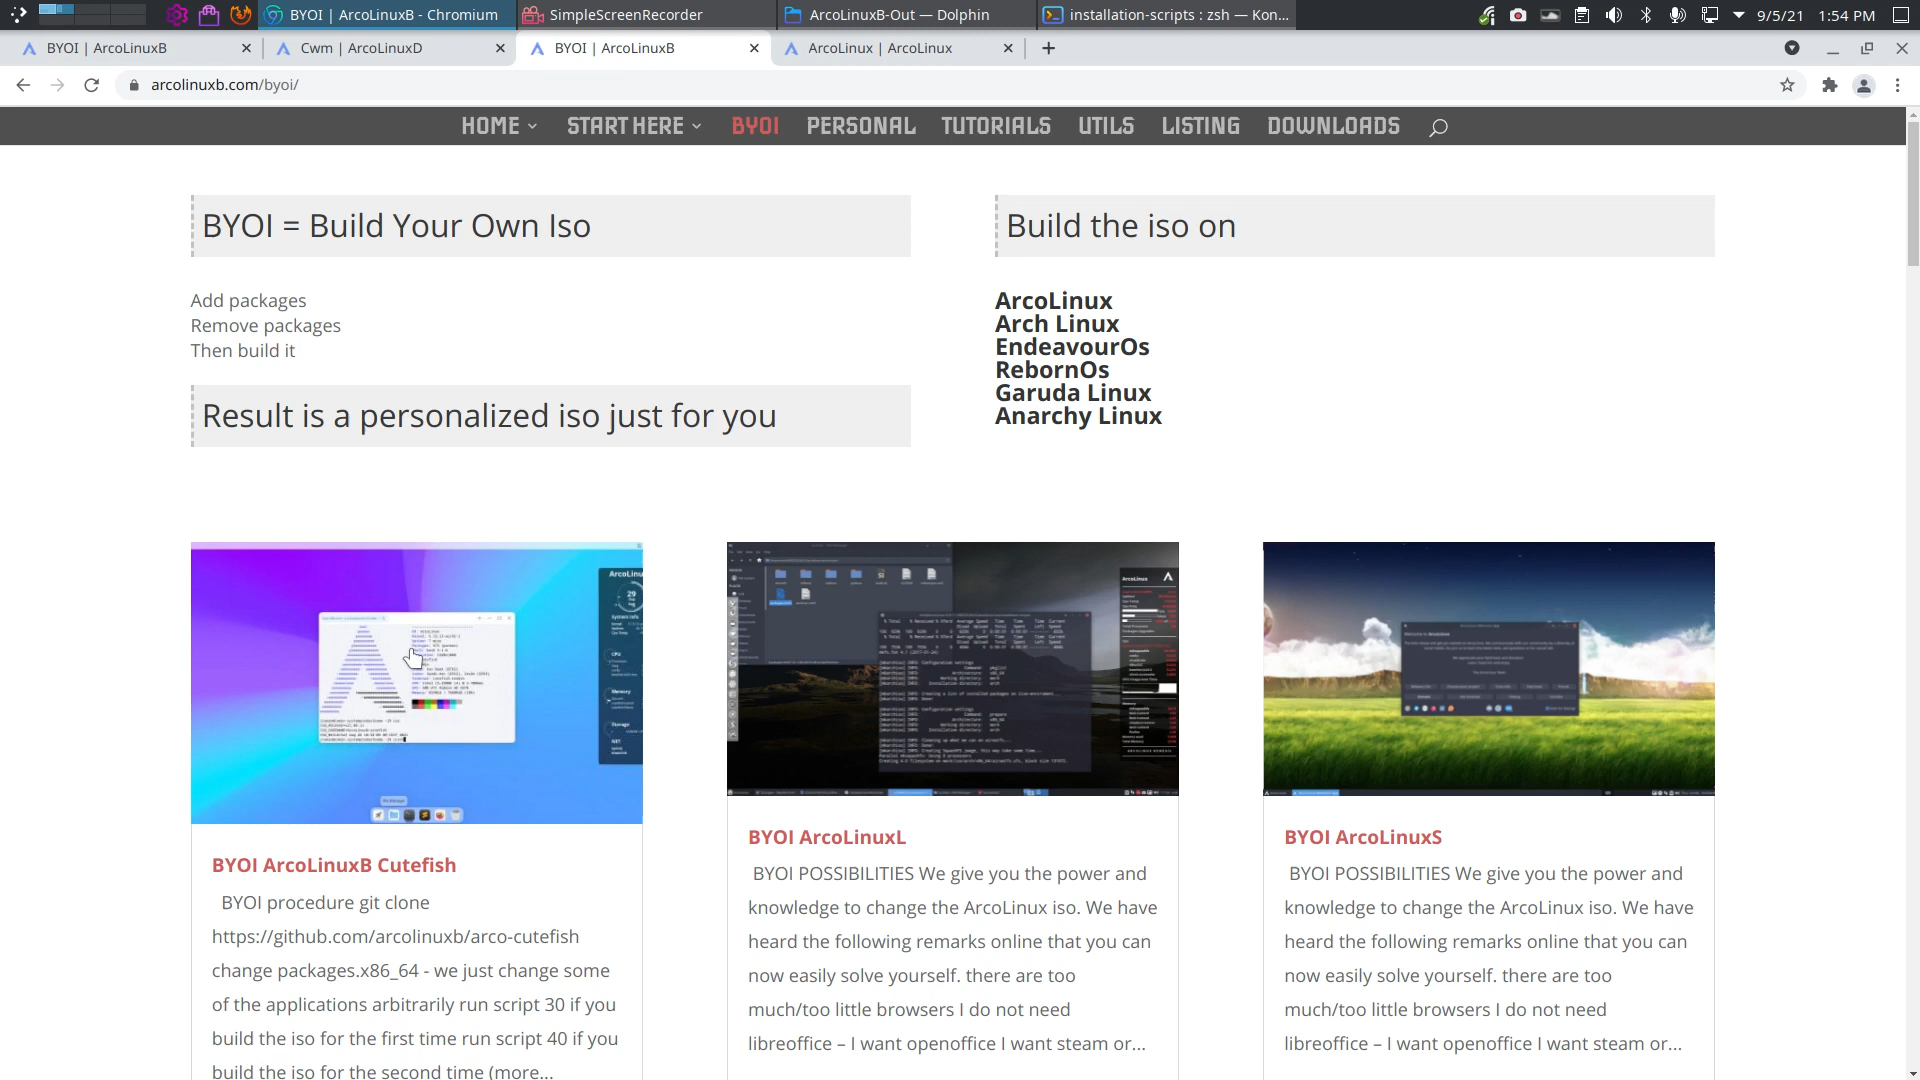 BYOI | ArcoLinuxB - Chromium
SimpleScreenRecorder
ArcoLinuxB-Out — Dolphin
installation-scripts : zsh — Kon...
9/5/21
1:54 PM
BYOI | ArcoLinuxB
Cwm | ArcoLinuxD
BYOI | ArcoLinuxB
ArcoLinux | ArcoLinux
arcolinuxb.com/byoi/
HOME
START HERE
BYOI
PERSONAL
TUTORIALS
UTILS
LISTING
DOWNLOADS
BYOI = Build Your Own Iso
Add packages
Remove packages
Then build it
Result is a personalized iso just for you
Build the iso on
ArcoLinux
Arch Linux
EndeavourOs
RebornOs
Garuda Linux
Anarchy Linux
BYOI ArcoLinuxB Cutefish
BYOI procedure git clone
https://github.com/arcolinuxb/arco-cutefish
change packages.x86_64 - we just change some
of the applications arbitrarily run script 30 if you
build the iso for the first time run script 40 if you
build the iso for the second time (more...
BYOI ArcoLinuxL
BYOI POSSIBILITIES We give you the power and
knowledge to change the ArcoLinux iso. We have
heard the following remarks online that you can
now easily solve yourself. there are too
much/too little browsers I do not need
libreoffice – I want openoffice I want steam or...
BYOI ArcoLinuxS
BYOI POSSIBILITIES We give you the power and
knowledge to change the ArcoLinux iso. We have
heard the following remarks online that you can
now easily solve yourself. there are too
much/too little browsers I do not need
libreoffice – I want openoffice I want steam or...